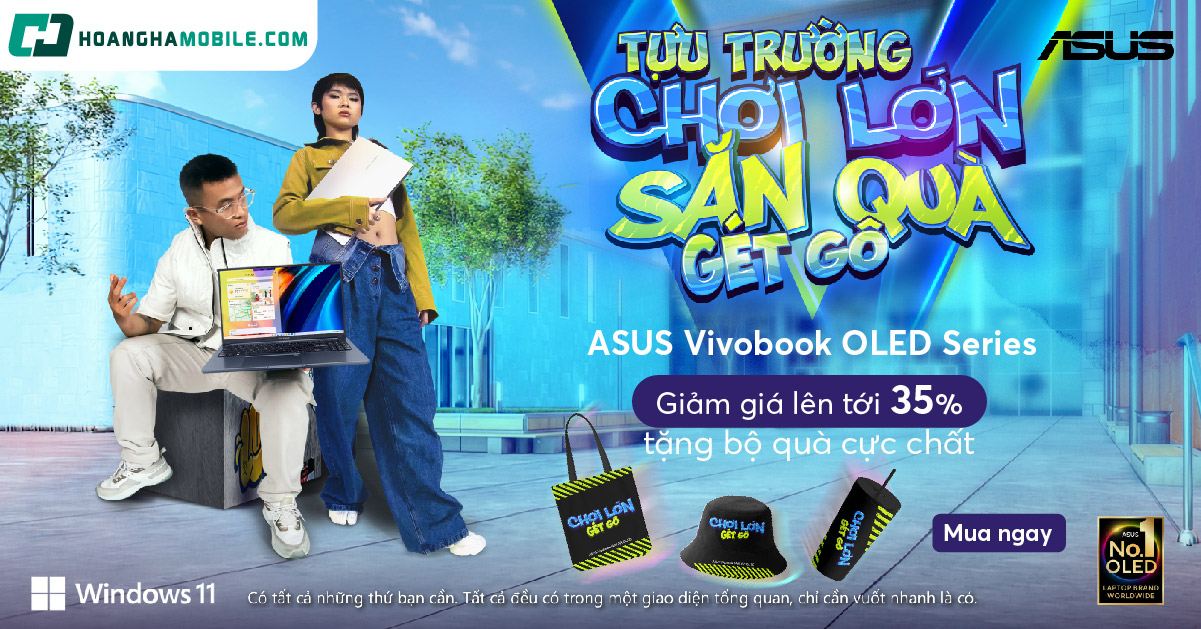 HOANGHAMOBILE.COM
ASUS
TỰU TRƯỜNG
CHƠI LỚN
SĂN QUÀ
GÉT GÔ
ASUS Vivobook OLED Series
Giảm giá lên tới 35%
tặng bộ quà cực chất
CHƠI LỚN
GÉT GÔ
CHƠI LỚN
GÉT GÔ
CHƠI LỚN
GÉT GÔ
Mua ngay
ASUS
No.1
OLED
LAPTOP BRAND
WORLDWIDE
Windows 11
Có tất cả những thứ bạn cần. Tất cả đều có trong một giao diện tổng quan, chỉ cần vuốt nhanh là có.